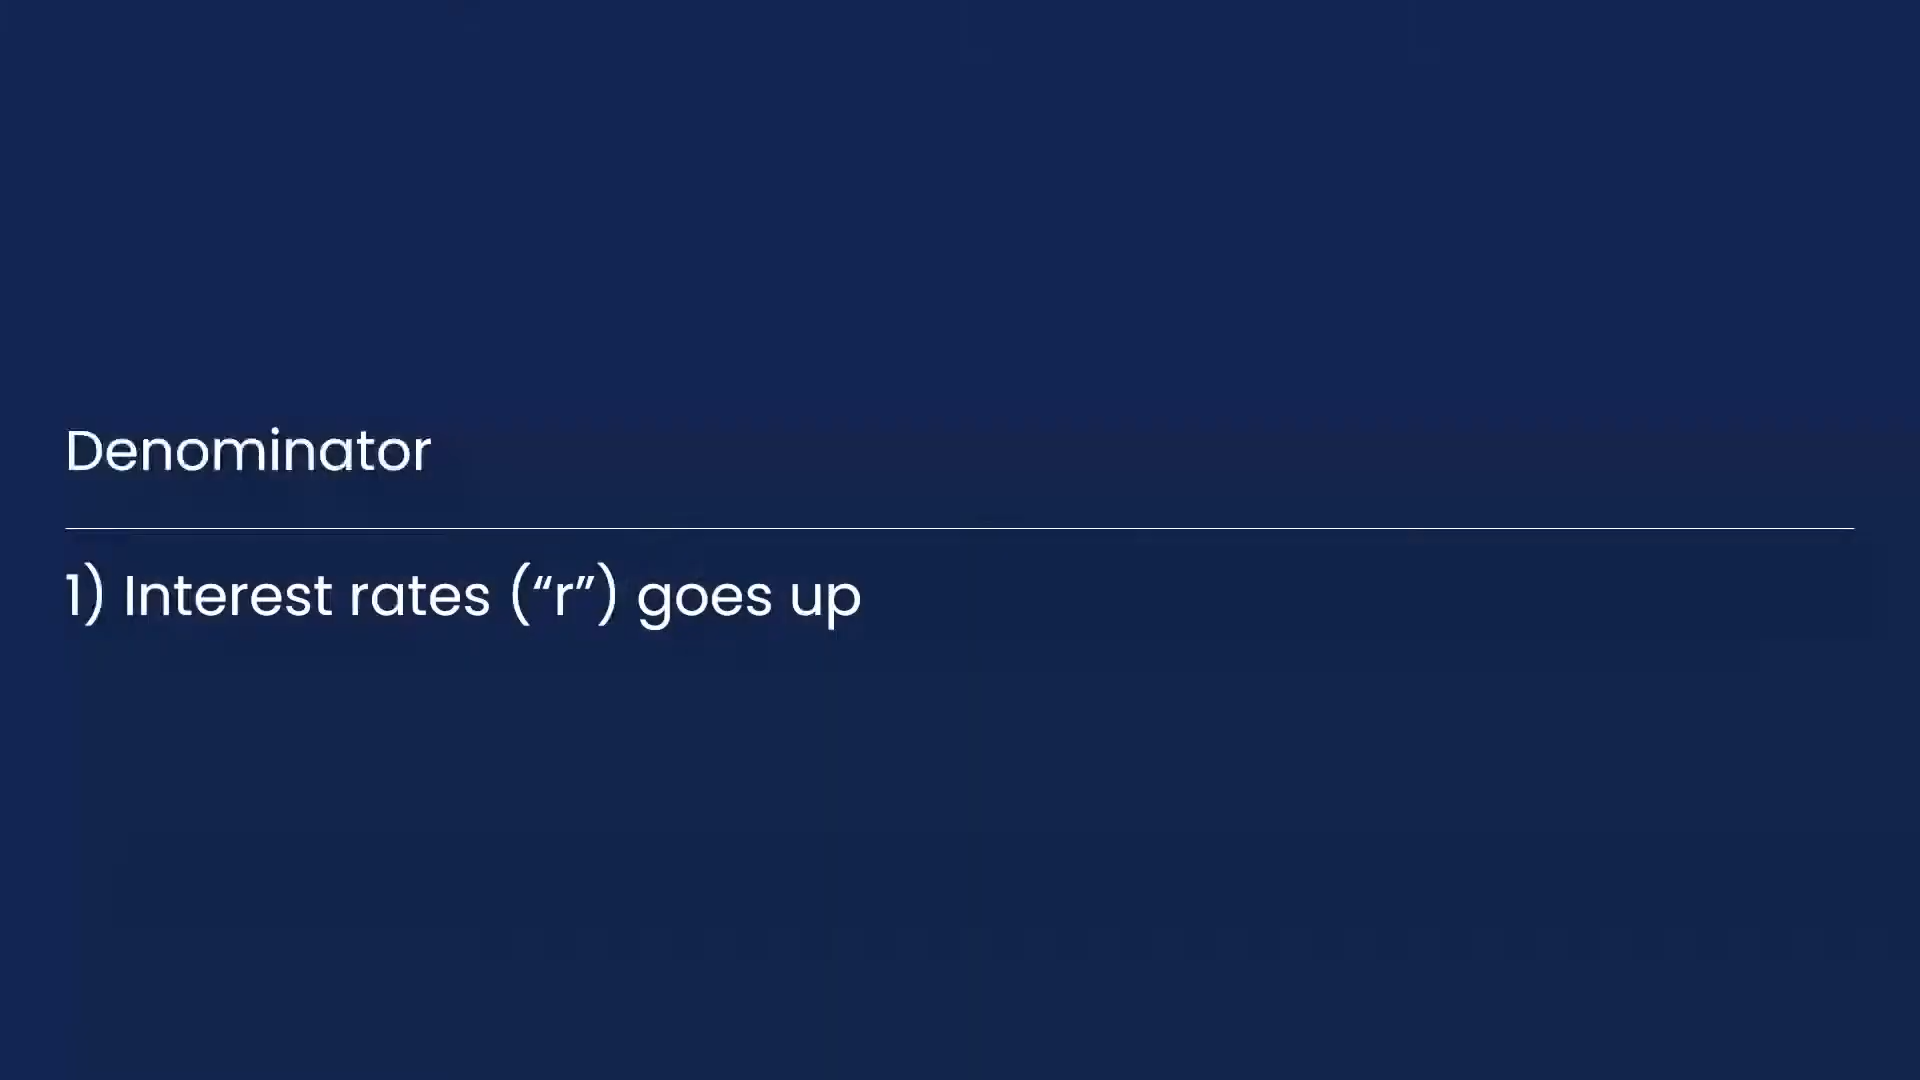 Denominator
1) Interest rates (“r”) goes up